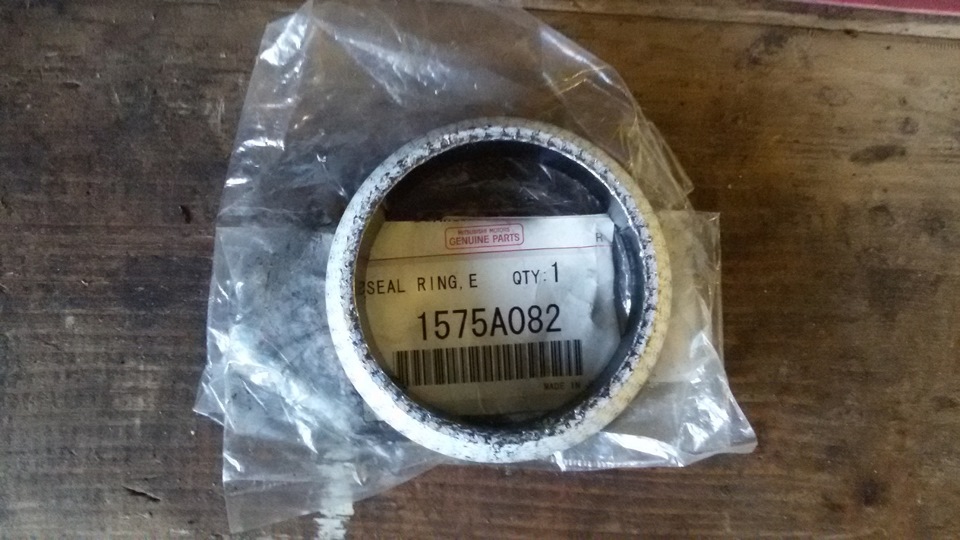 MITSUBISHI MOTORS
GENUINE PARTS
R
SEAL RING, E QTY:1
1575A082
MADE IN